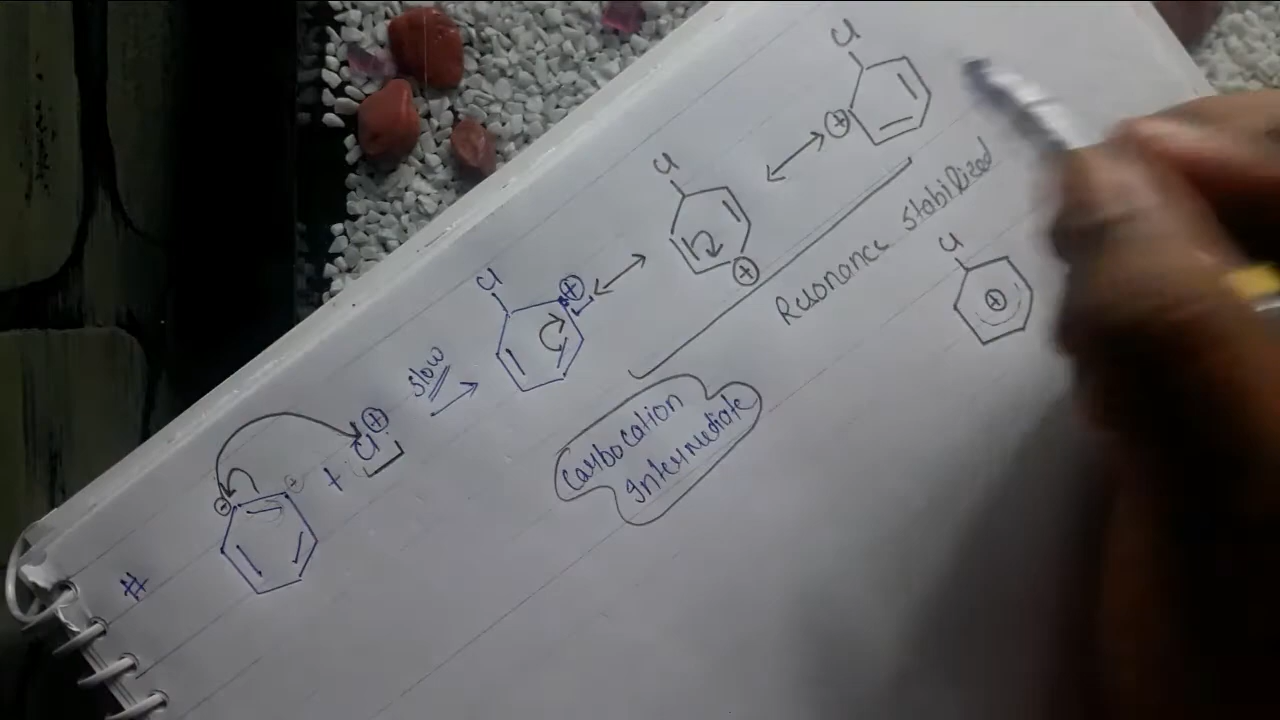 #
+ Cl ⊕
slow
Cl
⊕
Cl
⊕
Cl
⊕
Resonance stabilized
Cl
⊕
Carbocation
Intermediate